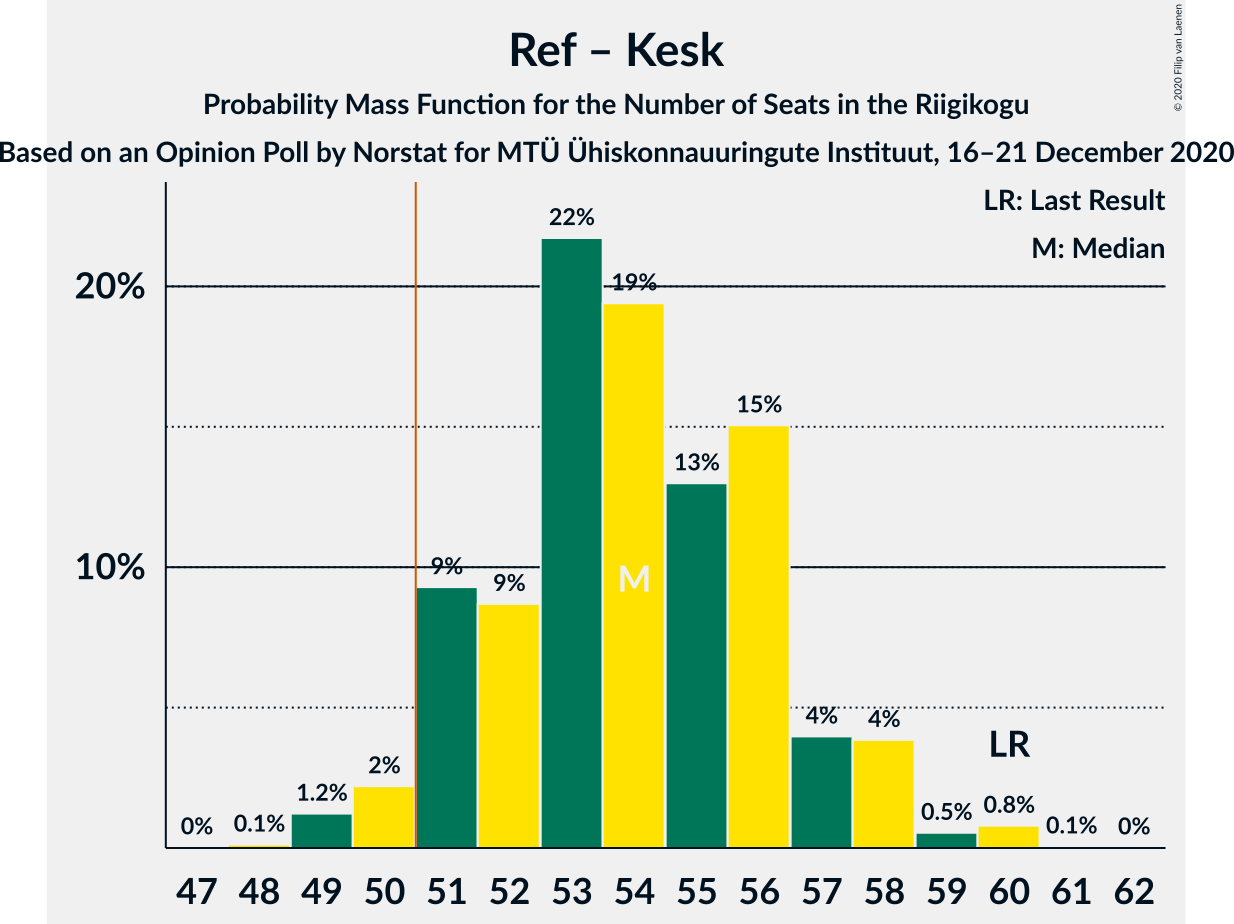 Ref – Kesk
Probability Mass Function for the Number of Seats in the Riigikogu
Based on an Opinion Poll by Norstat for MTÜ Ühiskonnauuringute Instituut, 16–21 December 2020
© 2020 Filip van Laenen
LR: Last Result
M: Median
20%
10%
0%
0.1%
1.2%
2%
9%
9%
22%
19%
13%
15%
4%
4%
0.5%
0.8%
0.1%
0%
M
LR
47 48 49 50 51 52 53 54 55 56 57 58 59 60 61 62